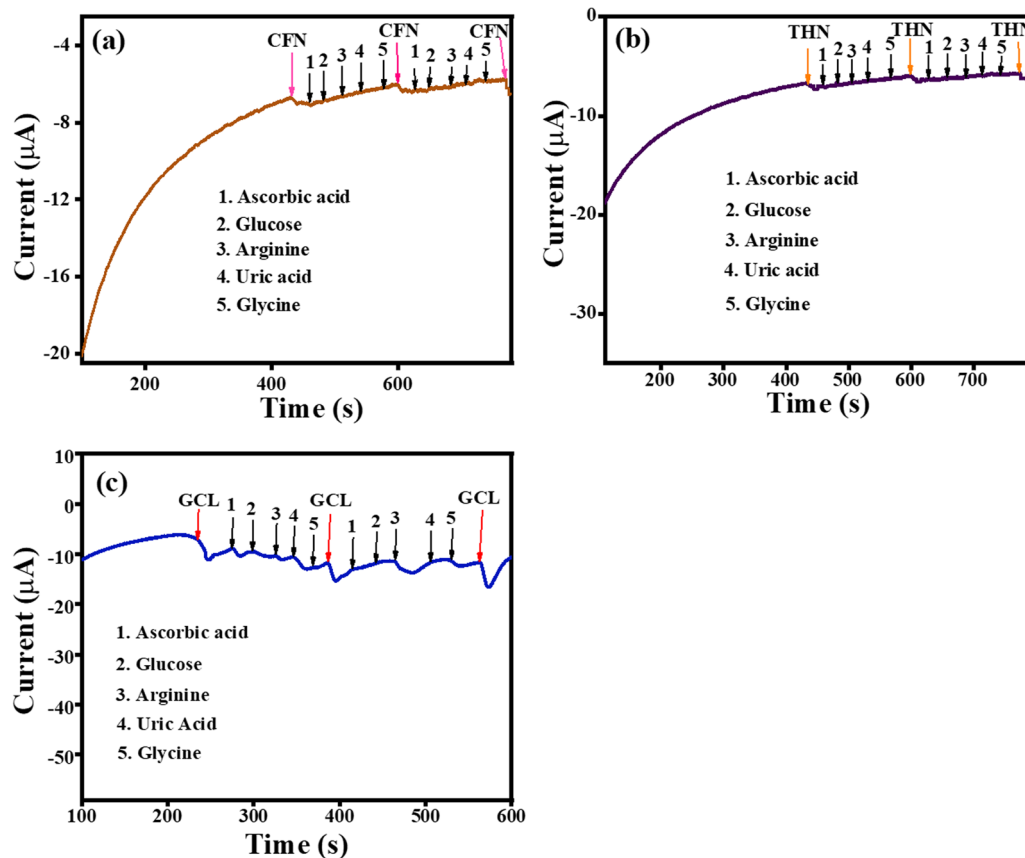 (a)
CFN
CFN
CFN
1 2 3 4 5 1 2 3 4 5
-4
-8
-12
-16
-20
Current (μA)
1. Ascorbic acid
2. Glucose
3. Arginine
4. Uric acid
5. Glycine
200 400 600
Time (s)
(b)
THN
THN
THN
1 2 3 4 5 1 2 3 4 5
0
-10
-20
-30
Current (μA)
1. Ascorbic acid
2. Glucose
3. Arginine
4. Uric acid
5. Glycine
200 300 400 500 600 700
Time (s)
(c)
GCL
GCL
GCL
1 2 3 4 5 1 2 3 4 5
10
0
-10
-20
-30
-40
-50
Current (μA)
1. Ascorbic acid
2. Glucose
3. Arginine
4. Uric Acid
5. Glycine
100 200 300 400 500 600
Time (s)